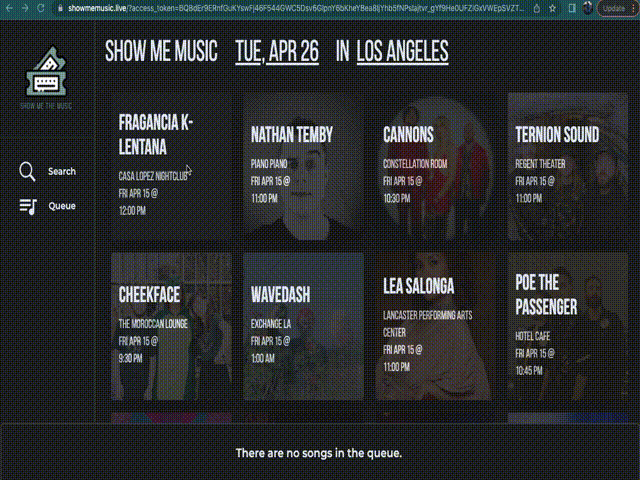 Update
SHOW ME MUSIC TUE, APR 26 IN LOS ANGELES
SHOW ME THE MUSIC
Search
Queue
FRAGANCIA K-
LENTANA
CASA LOPEZ NIGHTCLUB
FRI APR 15 @
12:00 PM
NATHAN TEMBY
PIANO PIANO
FRI APR 15 @
11:00 PM
CANNONS
CONSTELLATION ROOM
FRI APR 15 @
10:30 PM
TERNION SOUND
REGENT THEATER
FRI APR 15 @
11:00 PM
CHEEKFACE
THE MOROCCAN LOUNGE
FRI APR 15 @
9:30 PM
WAVEDASH
EXCHANGE LA
FRI APR 15 @
1:00 AM
LEA SALONGA
LANCASTER PERFORMING ARTS
CENTER
FRI APR 15 @
11:00 PM
POE THE
PASSENGER
HOTEL CAFE
FRI APR 15 @
10:45 PM
There are no songs in the queue.